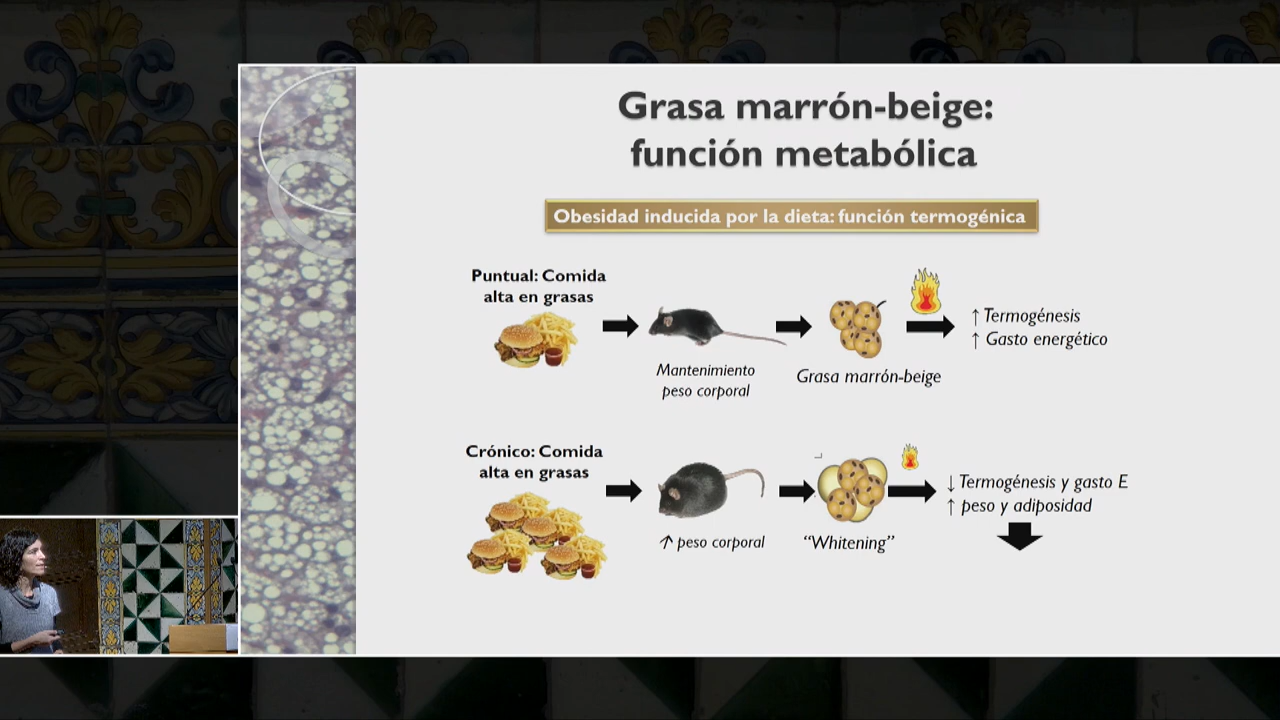 Grasa marrón-beige:
función metabólica
Obesidad inducida por la dieta: función termogénica
Puntual: Comida
alta en grasas
Mantenimiento
peso corporal
Grasa marrón-beige
↑ Termogénesis
↑ Gasto energético
Crónico: Comida
alta en grasas
↑ peso corporal
“Whitening”
↓ Termogénesis y gasto E
↑ peso y adiposidad